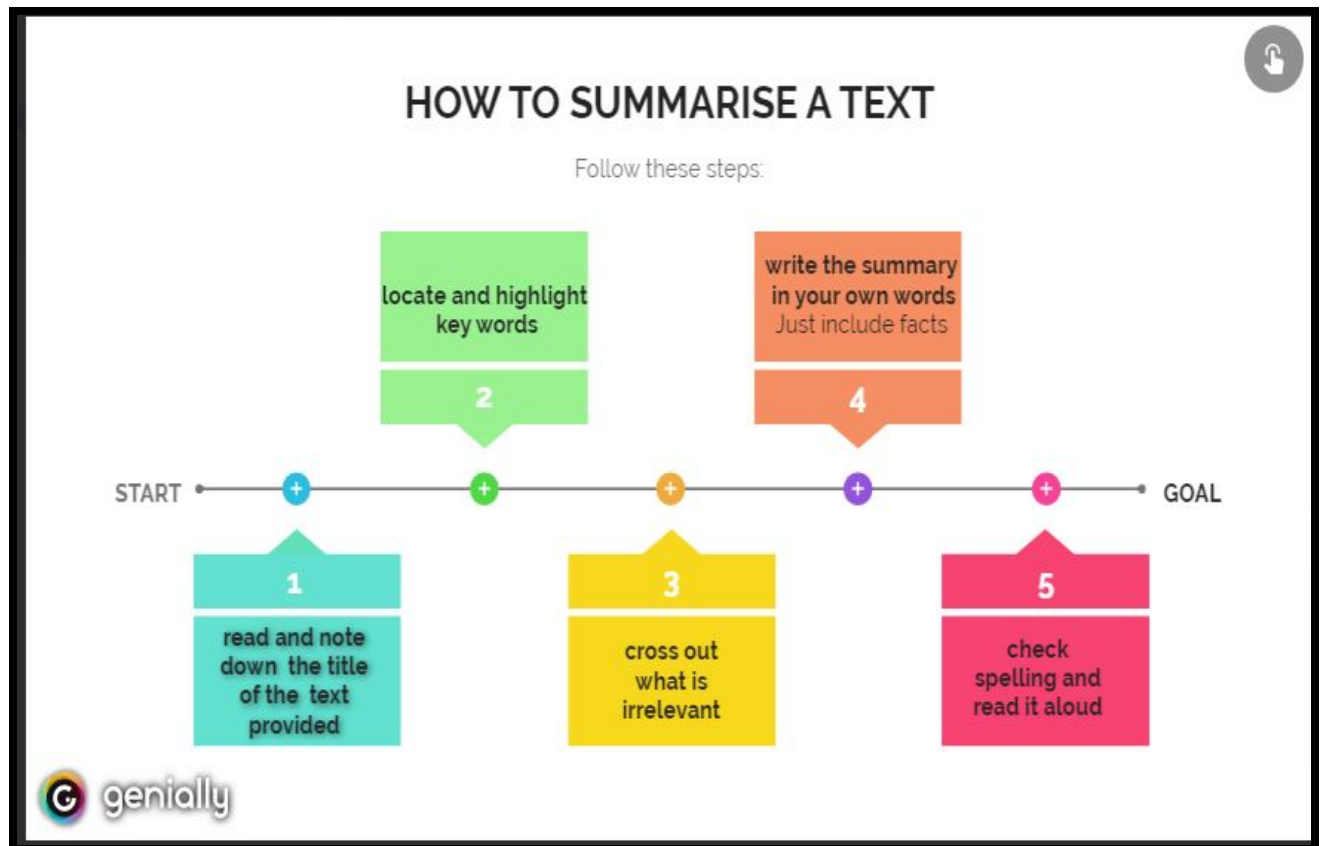 HOW TO SUMMARISE A TEXT
Follow these steps:
START
1
read and note
down the title
of the text
provided
2
locate and highlight
key words
3
cross out
what is
irrelevant
4
write the summary
in your own words
Just include facts
5
check
spelling and
read it aloud
GOAL
genially